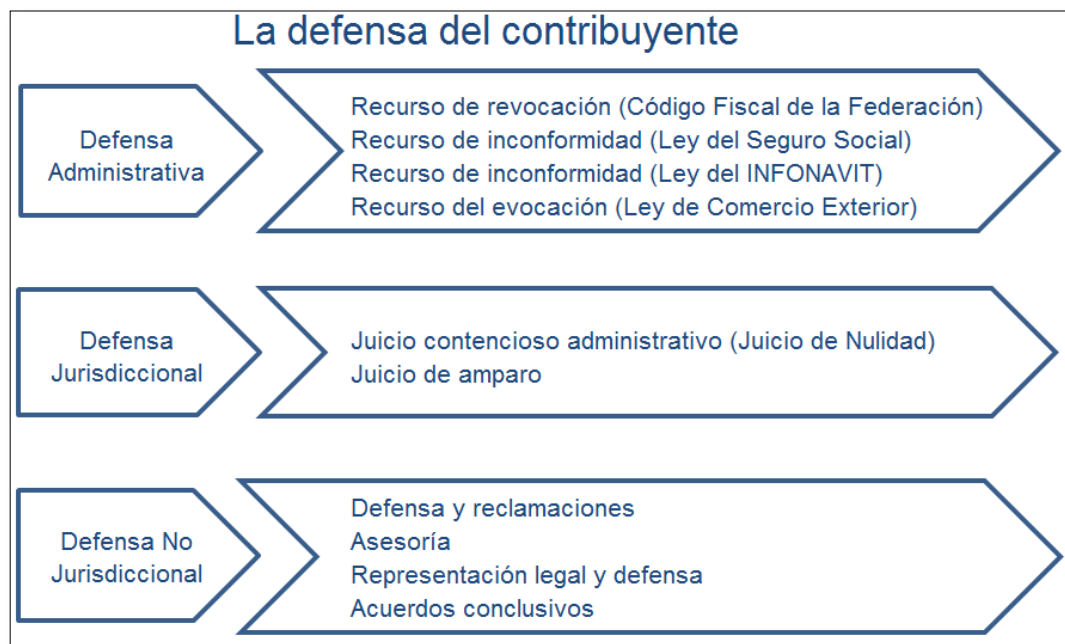 La defensa del contribuyente
Defensa
Administrativa
Recurso de revocación (Código Fiscal de la Federación)
Recurso de inconformidad (Ley del Seguro Social)
Recurso de inconformidad (Ley del INFONAVIT)
Recurso del evocación (Ley de Comercio Exterior)
Defensa
Jurisdiccional
Juicio contencioso administrativo (Juicio de Nulidad)
Juicio de amparo
Defensa No
Jurisdiccional
Defensa y reclamaciones
Asesoría
Representación legal y defensa
Acuerdos conclusivos